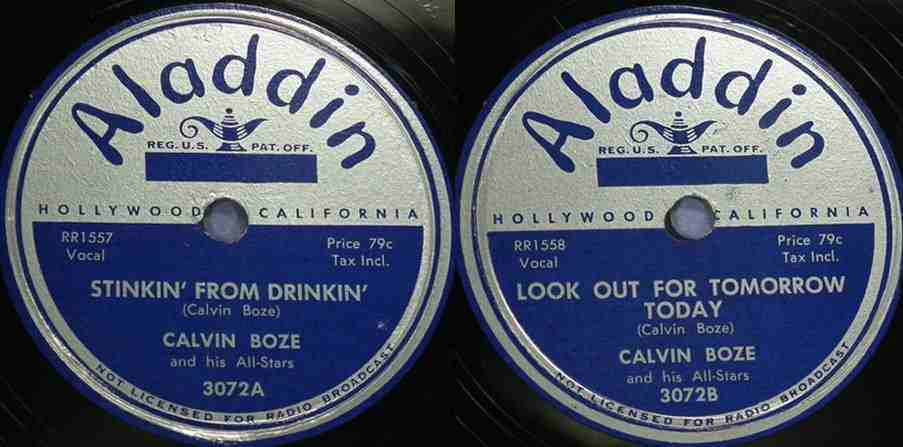 Aladdin
REG. U.S. PAT. OFF.
HOLLYWOOD CALIFORNIA
RR1557
Vocal
Price 79c
Tax Incl.
STINKIN' FROM DRINKIN'
(Calvin Boze)
CALVIN BOZE
and his All-Stars
3072A
NOT LICENSED FOR RADIO BROADCAST
Aladdin
REG. U.S. PAT. OFF.
HOLLYWOOD CALIFORNIA
RR1558
Vocal
Price 79c
Tax Incl.
LOOK OUT FOR TOMORROW
TODAY
(Calvin Boze)
CALVIN BOZE
and his All-Stars
3072B
NOT LICENSED FOR RADIO BROADCAST